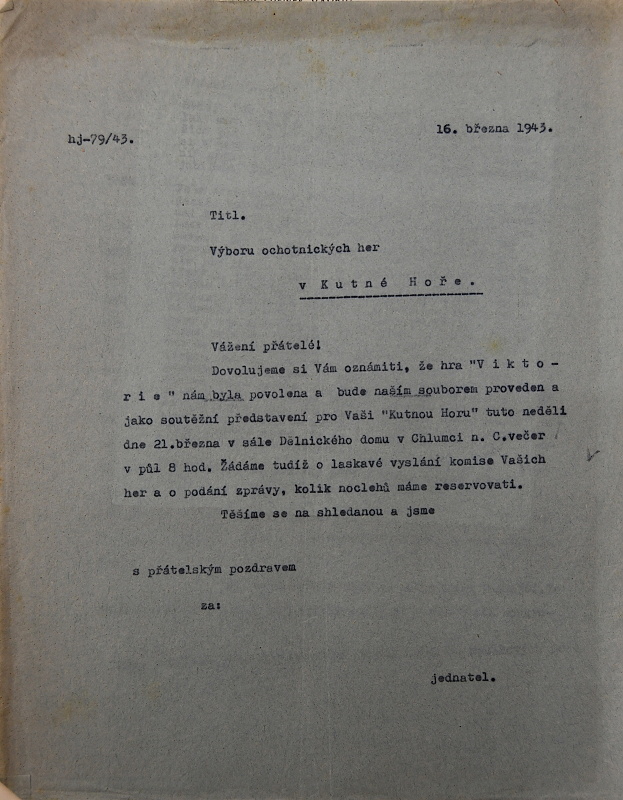 hj-79/43.
16. března 1943.
Titl.
Výboru ochotnických her
v K u t n é  H o ř e .
Vážení přátelé!
Dovolujeme si Vám oznámiti, že hra "V i k t o -
r i e " nám byla povolena a bude naším souborem proveden a
jako soutěžní představení pro Vaši "Kutnou Horu" tuto neděli
dne 21.března v sále Dělnického domu v Chlumci n. C.večer
v půl 8 hod. Žádáme tudíž o laskavé vyslání komise Vašich
her a o podání zprávy, kolik noclehů máme reservovati.
Těšíme se na shledanou a jsme
s přátelským pozdravem
za:
jednatel.